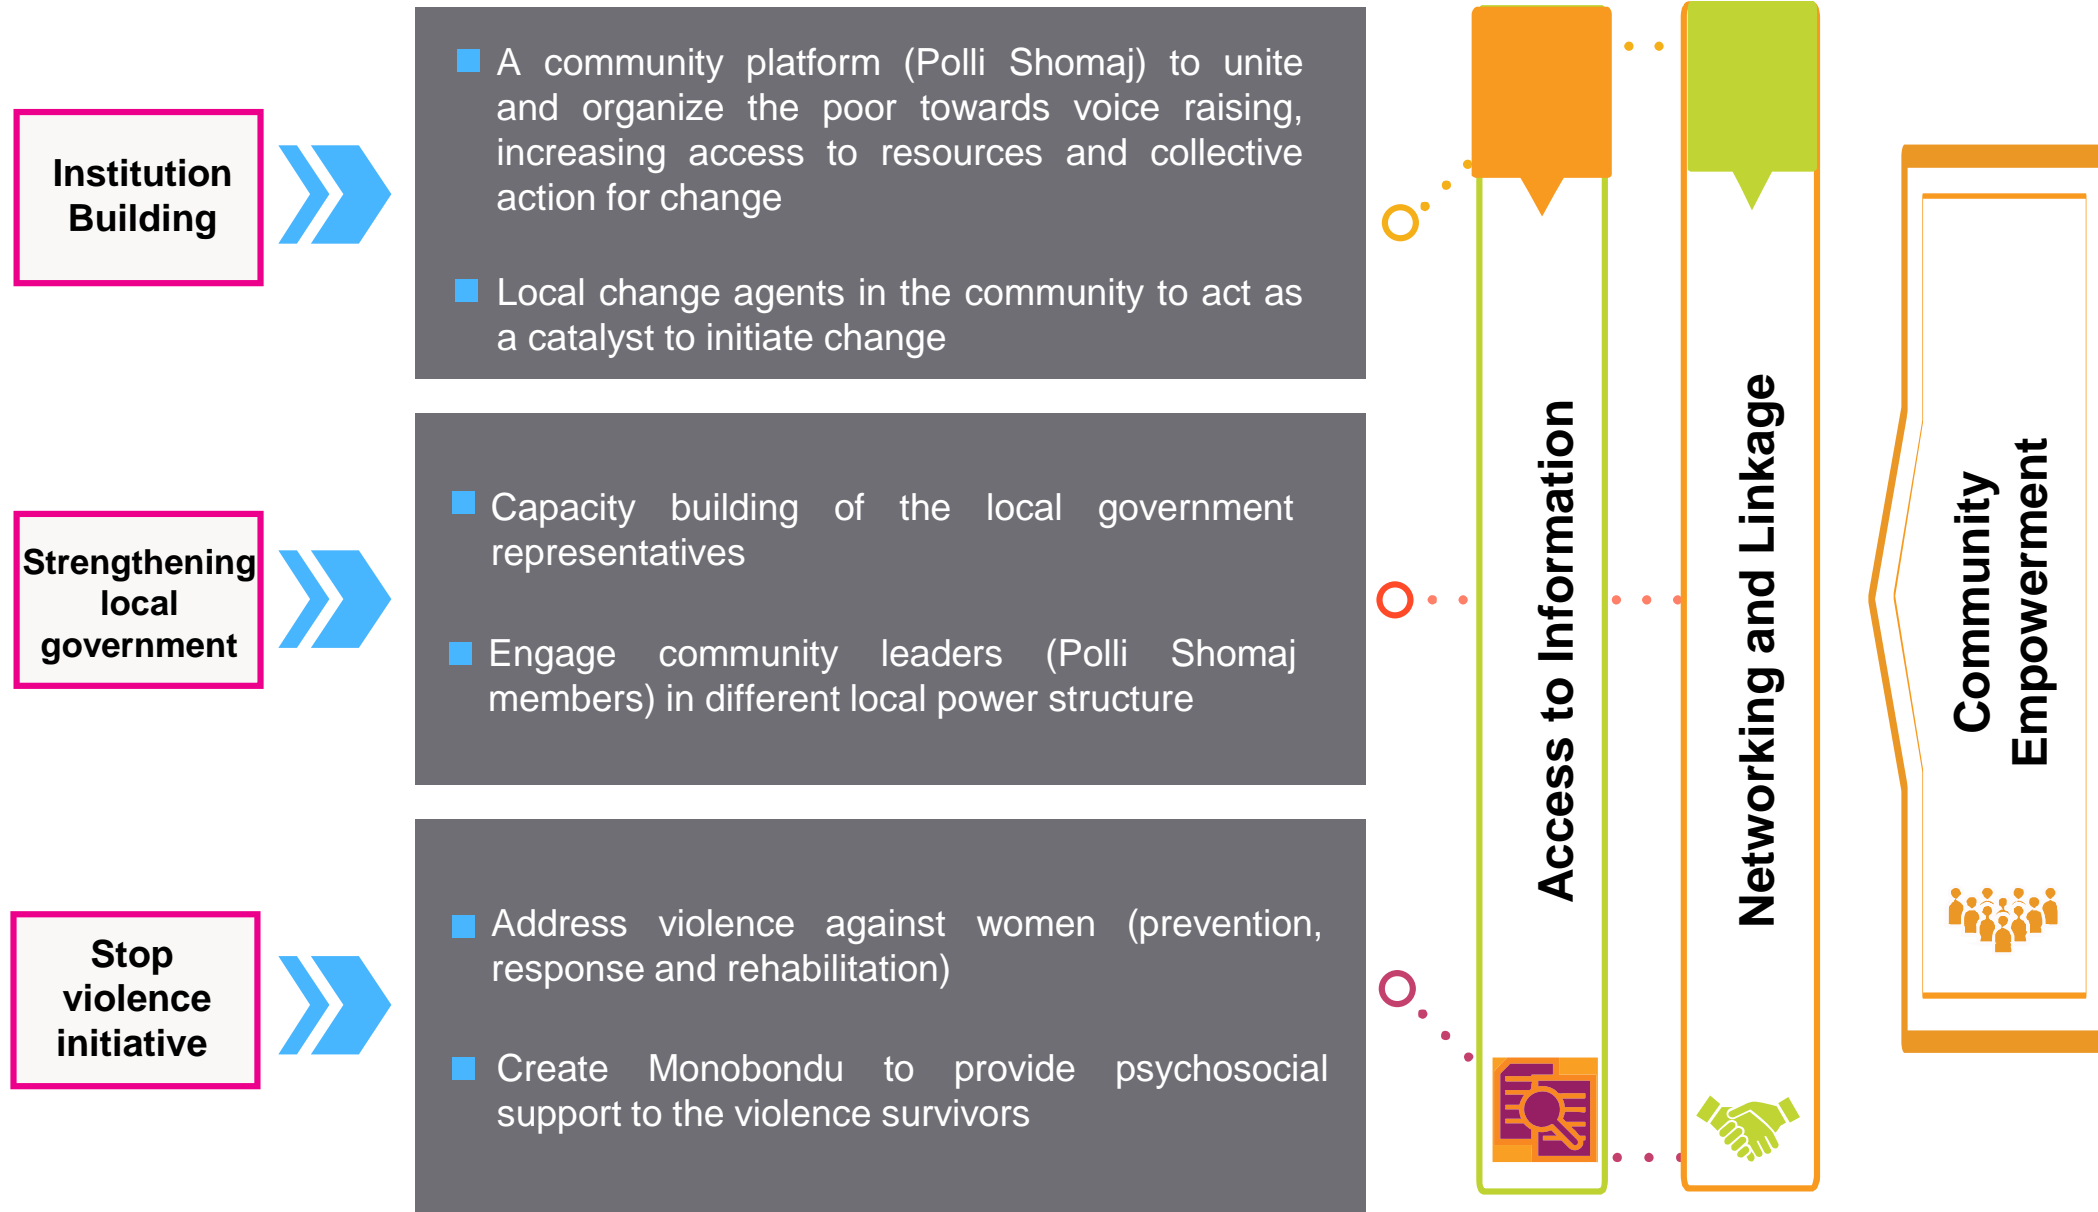 Institution
Building
A community platform (Polli Shomaj) to unite
and organize the poor towards voice raising,
increasing access to resources and collective
action for change
Local change agents in the community to act as
a catalyst to initiate change
Strengthening
local
government
Capacity building of the local government
representatives
Engage community leaders (Polli Shomaj
members) in different local power structure
Stop
violence
initiative
Address violence against women (prevention,
response and rehabilitation)
Create Monobondu to provide psychosocial
support to the violence survivors
Access to Information
Networking and Linkage
Community
Empowerment